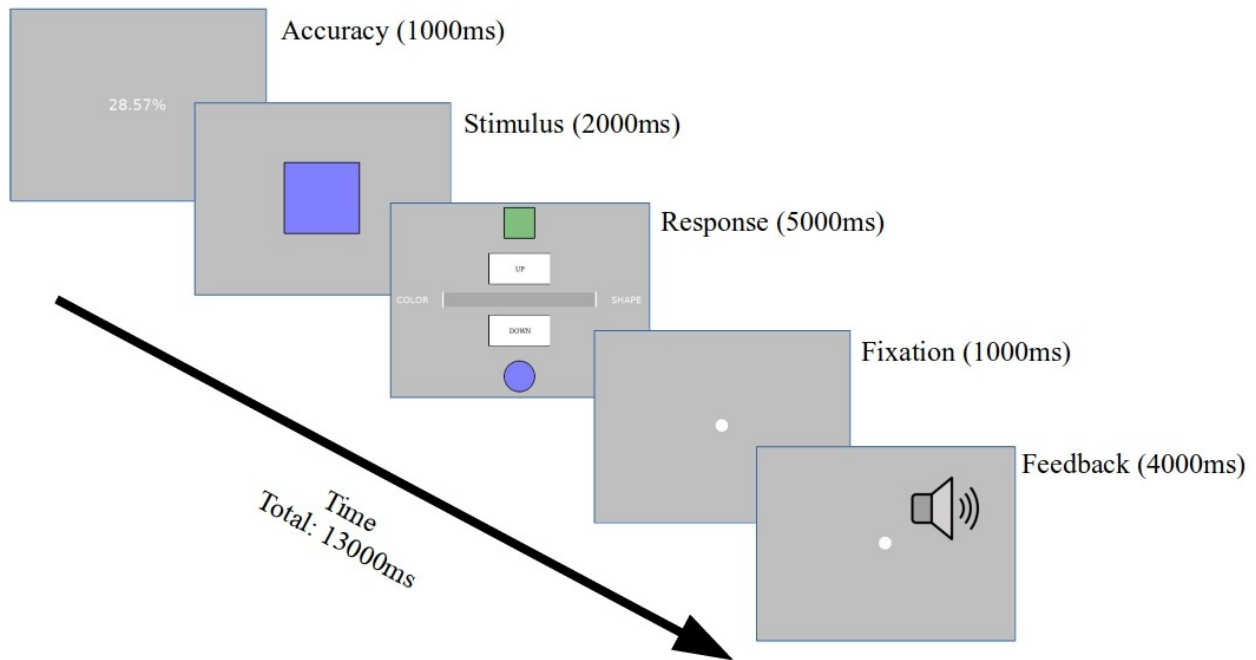 Accuracy (1000ms)
28.57%
Stimulus (2000ms)
Response (5000ms)
UP
COLOR
SHAPE
DOWN
Fixation (1000ms)
Feedback (4000ms)
Time
Total: 13000ms